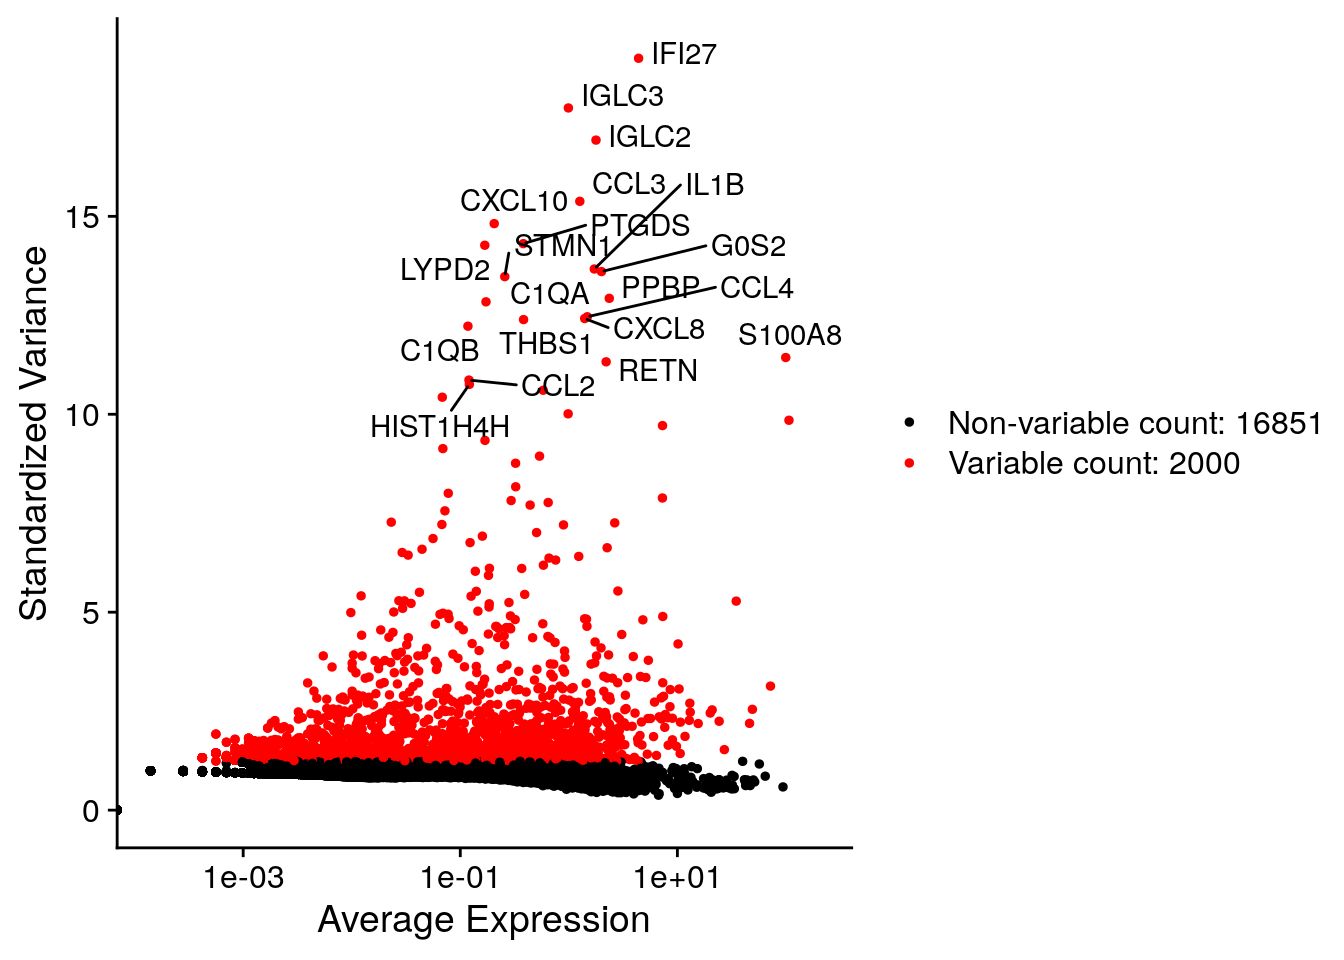 IFI27
IGLC3
IGLC2
CCL3
IL1B
CXCL10
PTGDS
STMN1
G0S2
LYPD2
C1QA
PPBP
CCL4
CXCL8
S100A8
THBS1
C1QB
RETN
CCL2
HIST1H4H
15
10
5
0
Standardized Variance
1e-03
1e-01
1e+01
Average Expression
Non-variable count: 16851
Variable count: 2000